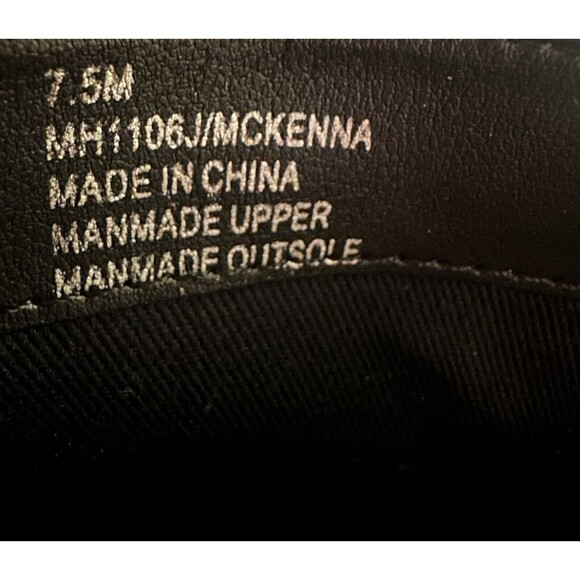 7.5M
MH1106J/MCKENNA
MADE IN CHINA
MANMADE UPPER
MANMADE OUTSOLE